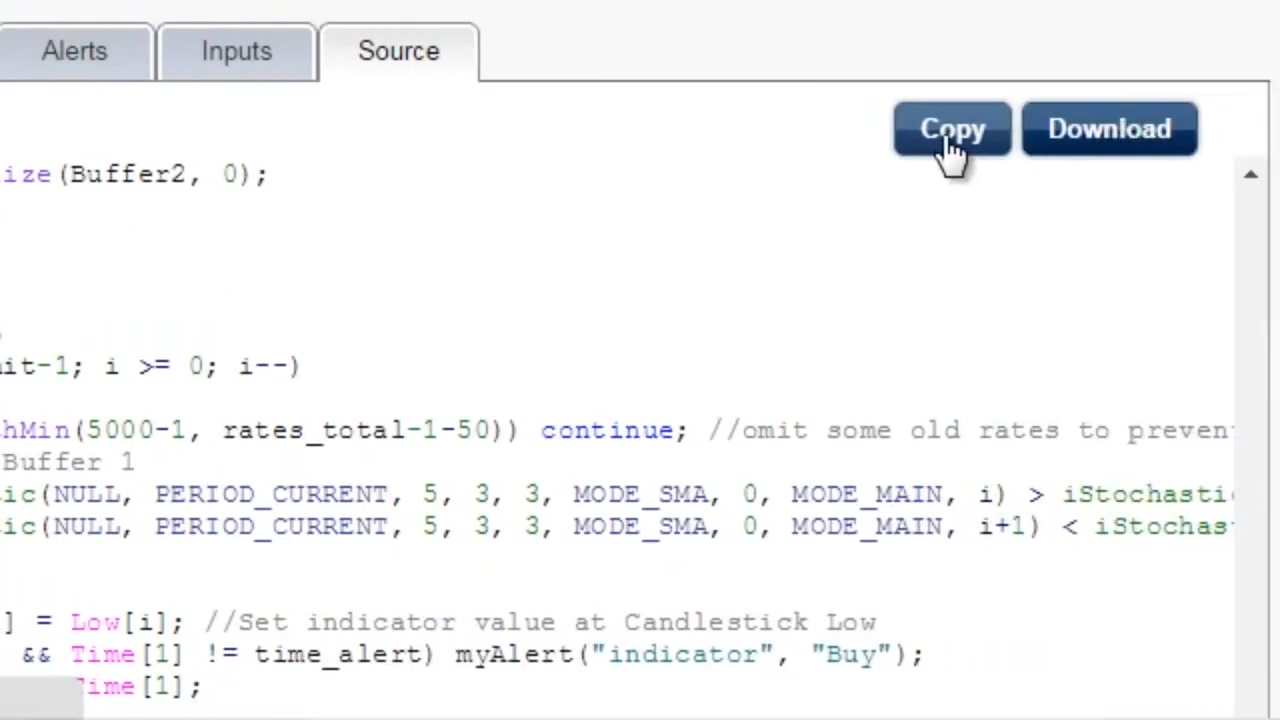 Alerts Inputs Source
Copy Download
ize(Buffer2, 0);
it-1; i >= 0; i--)
hMin(5000-1, rates_total-1-50)) continue; //omit some old rates to preven
Buffer 1
ic(NULL, PERIOD_CURRENT, 5, 3, 3, MODE_SMA, 0, MODE_MAIN, i) > iStochasti
ic(NULL, PERIOD_CURRENT, 5, 3, 3, MODE_SMA, 0, MODE_MAIN, i+1) < iStochas
] = Low[i]; //Set indicator value at Candlestick Low
&& Time[1] != time_alert) myAlert("indicator", "Buy");
Time[1];